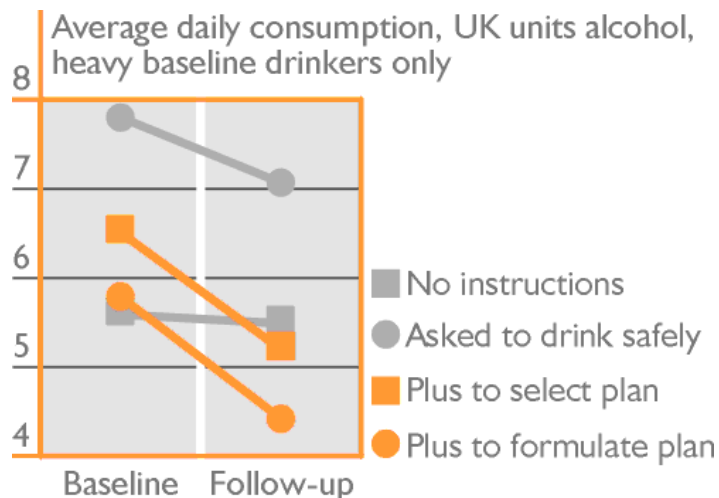 Average daily consumption, UK units alcohol,
heavy baseline drinkers only
8
7
6
5
4
No instructions
Asked to drink safely
Plus to select plan
Plus to formulate plan
Baseline Follow-up